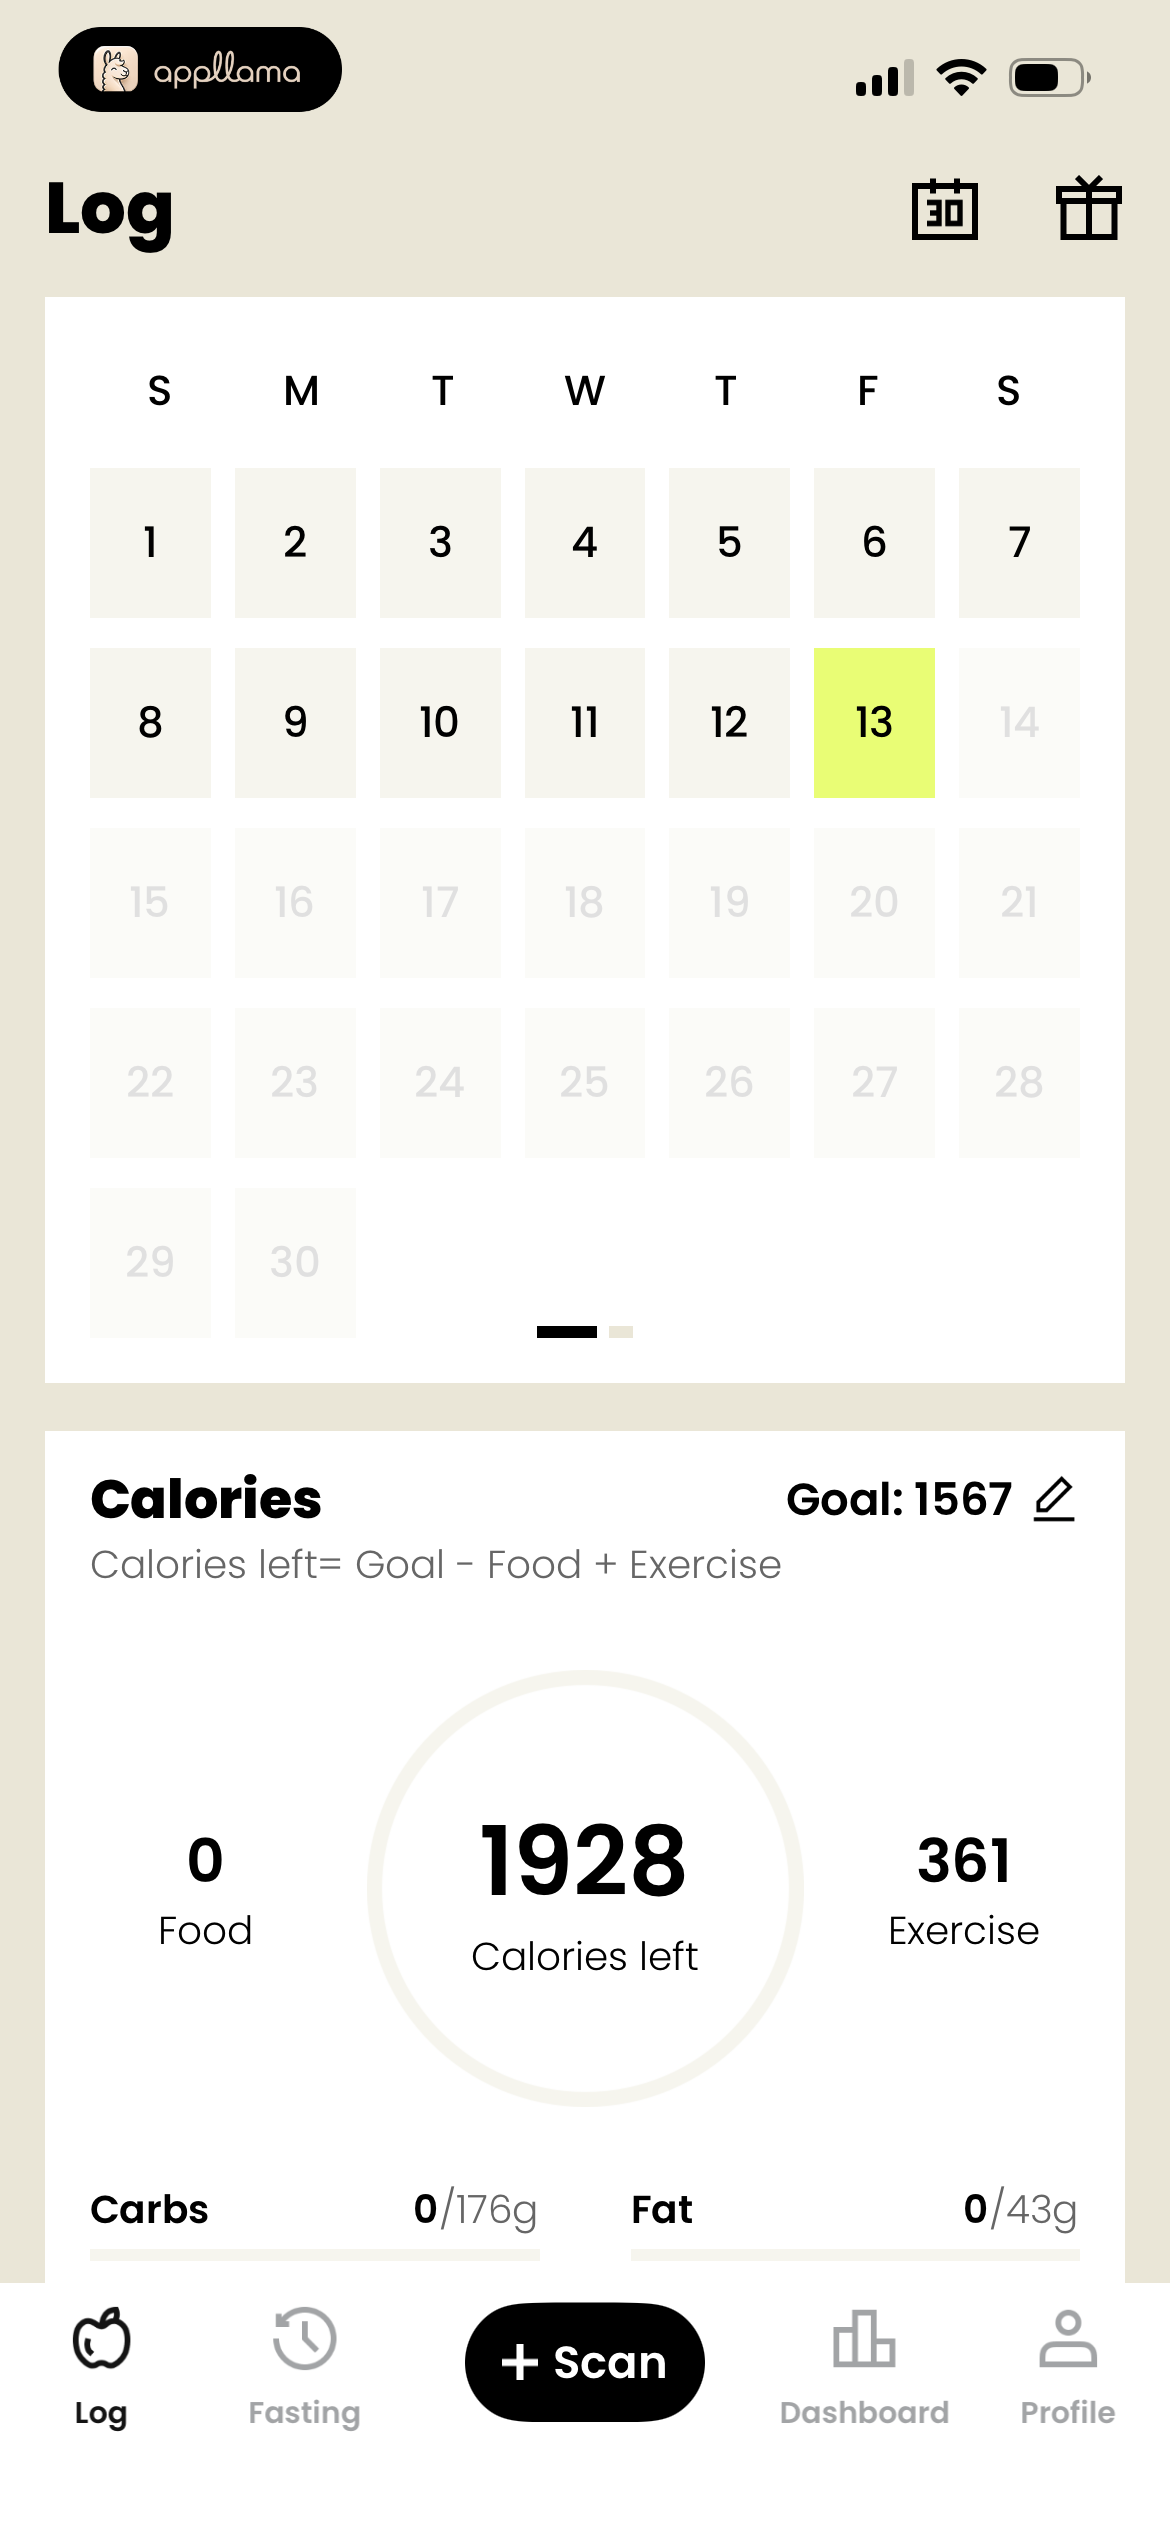 appllama
Log
30
S M T W T F S
1 2 3 4 5 6 7
8 9 10 11 12 13 14
15 16 17 18 19 20 21
22 23 24 25 26 27 28
29 30
Calories Goal: 1567
Calories left= Goal - Food + Exercise
0 1928 361
Food Calories left Exercise
Carbs 0/176g Fat 0/43g
+ Scan
Log Fasting Dashboard Profile